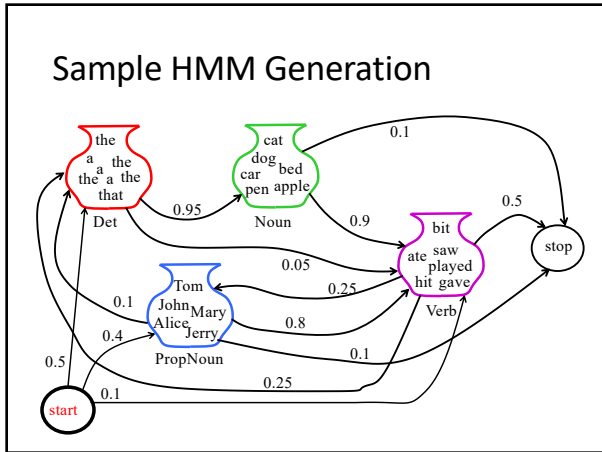 Sample HMM Generation
the
a
a
the
the
a
the
that
Det
0.95
cat
dog
car
bed
pen
apple
Noun
0.1
0.9
0.5
bit
ate
saw
played
hit
gave
Verb
stop
0.05
0.25
Tom
John
Mary
Alice
Jerry
PropNoun
0.1
0.8
0.4
0.1
0.5
0.25
0.1
start